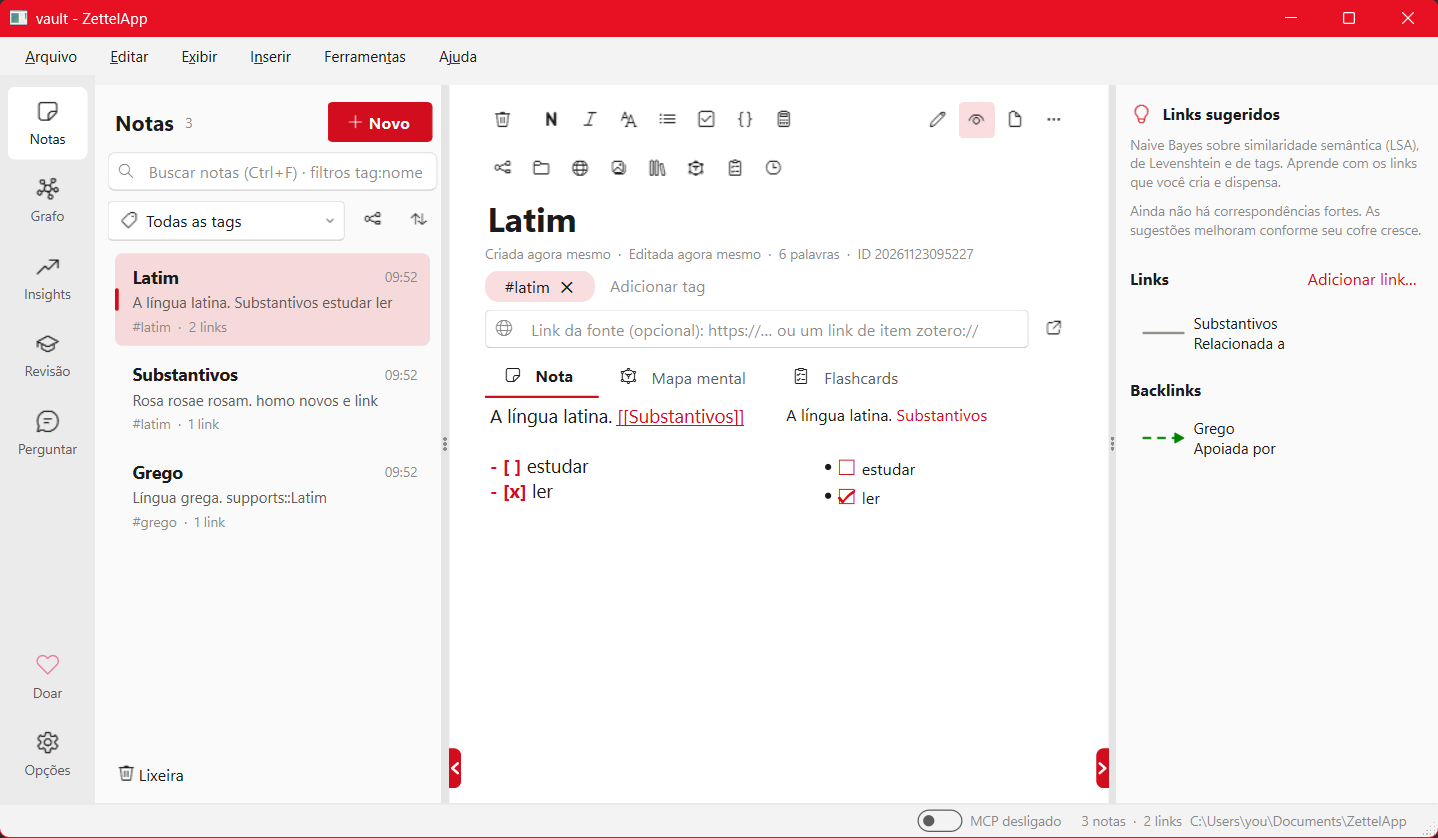 vault - ZettelApp
Arquivo Editar Exibir Inserir Ferramentas Ajuda
Notas
Grafo
Insights
Revisão
Perguntar
Doar
Opções
Notas 3
+ Novo
Buscar notas (Ctrl+F) · filtros tag:nome
Todas as tags
Latim 09:52
A língua latina. Substantivos estudar ler
#latim · 2 links
Substantivos 09:52
Rosa rosae rosam. homo novos e link
#latim · 1 link
Grego 09:52
Língua grega. supports::Latim
#grego · 1 link
Lixeira
N I AA {}
Latim
Criada agora mesmo · Editada agora mesmo · 6 palavras · ID 20261123095227
#latim Adicionar tag
Link da fonte (opcional): https://... ou um link de item zotero://
Nota Mapa mental Flashcards
A língua latina. [[Substantivos]]
- [ ] estudar
- [x] ler
A língua latina. Substantivos
• estudar
• ler
Links sugeridos
Naive Bayes sobre similaridade semântica (LSA),
de Levenshtein e de tags. Aprende com os links
que você cria e dispensa.
Ainda não há correspondências fortes. As
sugestões melhoram conforme seu cofre cresce.
Links Adicionar link...
Substantivos
Relacionada a
Backlinks
Grego
Apoiada por
MCP desligado 3 notas · 2 links C:\Users\you\Documents\ZettelApp